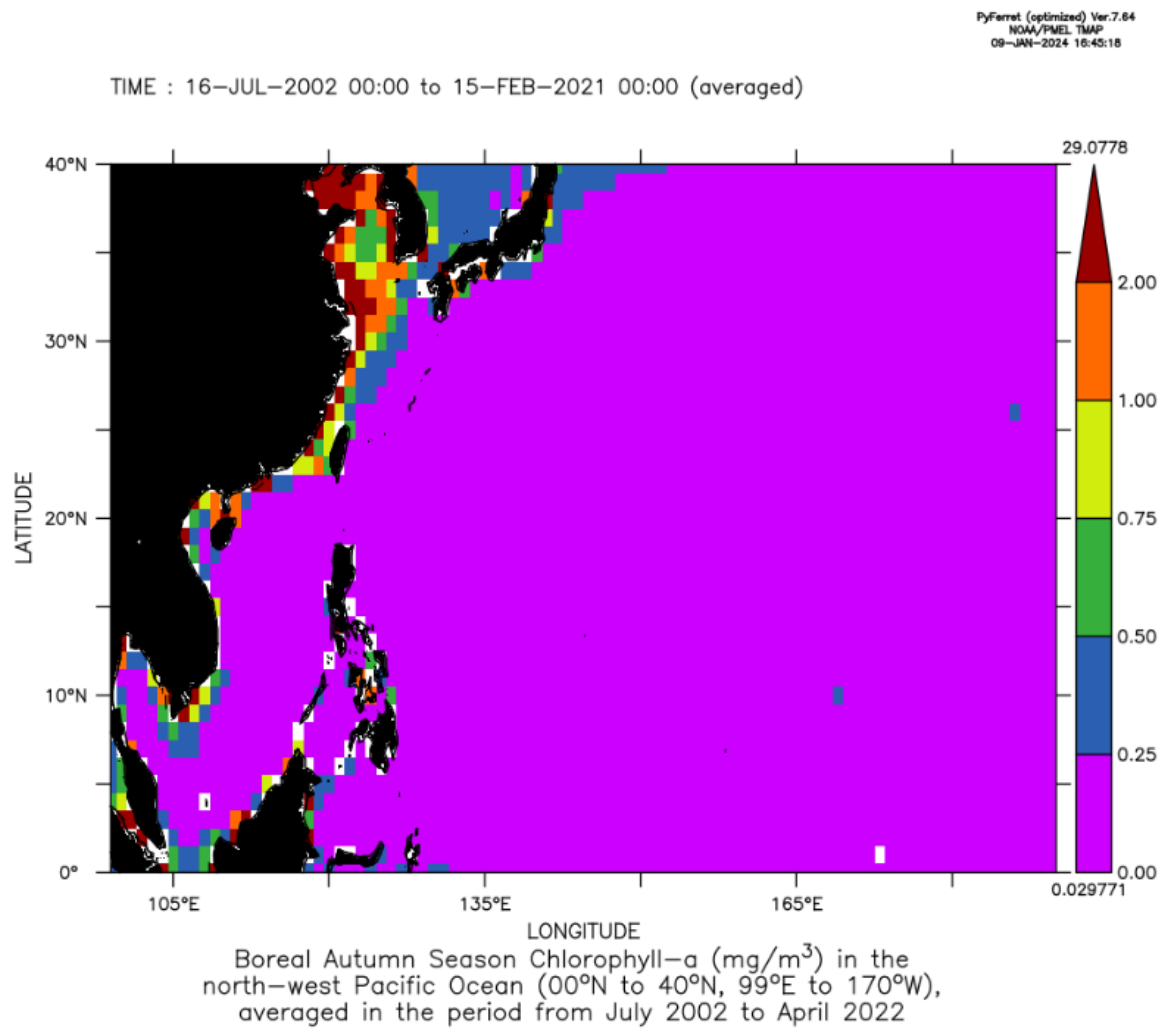 PyFerret (optimized) Ver.7.64
NOAA/PMEL TMAP
09-JAN-2024 16:45:18
TIME : 16-JUL-2002 00:00 to 15-FEB-2021 00:00 (averaged)
29.0778
40°N
30°N
20°N
10°N
0°
LATITUDE
2.00
1.00
0.75
0.50
0.25
0.00
0.029771
105°E
135°E
165°E
LONGITUDE
Boreal Autumn Season Chlorophyll-a (mg/m³) in the
north-west Pacific Ocean (00°N to 40°N, 99°E to 170°W),
averaged in the period from July 2002 to April 2022